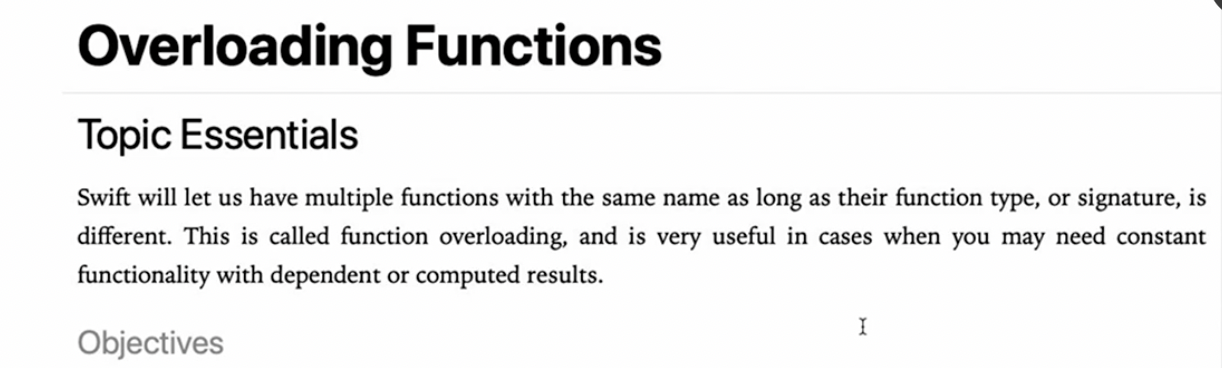 Overloading Functions
Topic Essentials
Swift will let us have multiple functions with the same name as long as their function type, or signature, is
different. This is called function overloading, and is very useful in cases when you may need constant
functionality with dependent or computed results.
Objectives